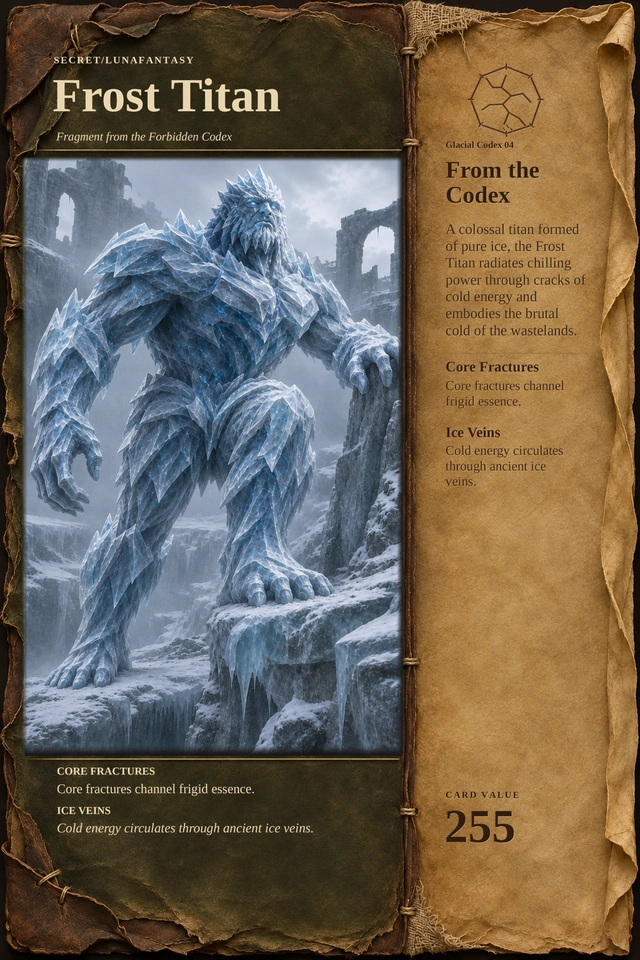 SECRET/LUNAFANTASY
Frost Titan
Fragment from the Forbidden Codex
CORE FRACTURES
Core fractures channel frigid essence.
ICE VEINS
Cold energy circulates through ancient ice veins.
Glacial Codex 04
From the
Codex
A colossal titan formed
of pure ice, the Frost
Titan radiates chilling
power through cracks of
cold energy and
embodies the brutal
cold of the wastelands.
Core Fractures
Core fractures channel
frigid essence.
Ice Veins
Cold energy circulates
through ancient ice
veins.
CARD VALUE
255